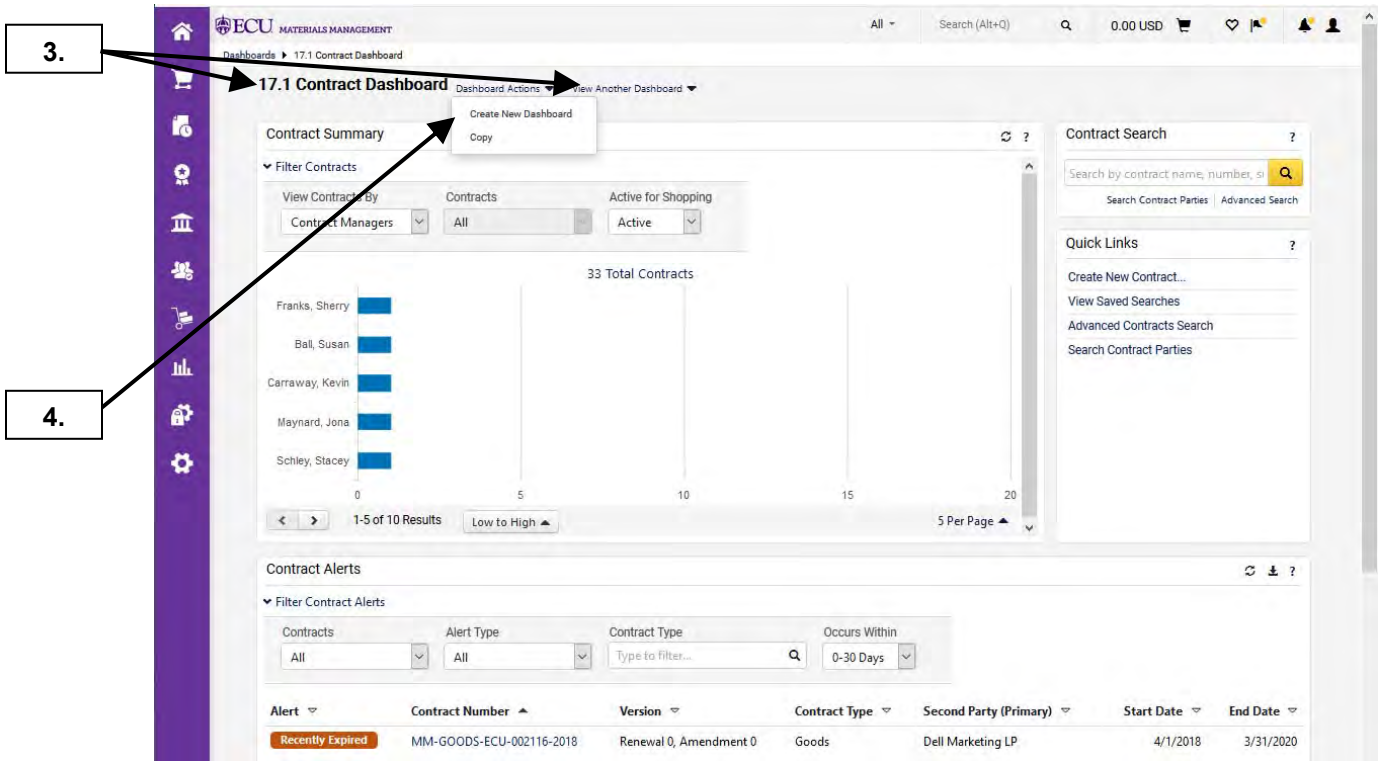 3.
ECU MATERIALS MANAGEMENT
All Search (Alt+Q) 0.00 USD
Dashboards 17.1 Contract Dashboard
17.1 Contract Dashboard Dashboard Actions View Another Dashboard
Create New Dashboard
Copy
Contract Summary ?
Filter Contracts
View Contracts By Contracts Active for Shopping
Contract Managers All Active
33 Total Contracts
Franks, Sherry
Ball, Susan
Carraway, Kevin
Maynard, Jona
Schley, Stacey
0 5 10 15 20
1-5 of 10 Results Low to High 5 Per Page
Contract Search ?
Search by contract name, number, s
Search Contract Parties Advanced Search
Quick Links ?
Create New Contract...
View Saved Searches
Advanced Contracts Search
Search Contract Parties
4.
Contract Alerts ?
Filter Contract Alerts
Contracts Alert Type Contract Type Occurs Within
All All Type to filter... 0-30 Days
Alert Contract Number Version Contract Type Second Party (Primary) Start Date End Date
Recently Expired MM-GOODS-ECU-002116-2018 Renewal 0, Amendment 0 Goods Dell Marketing LP 4/1/2018 3/31/2020